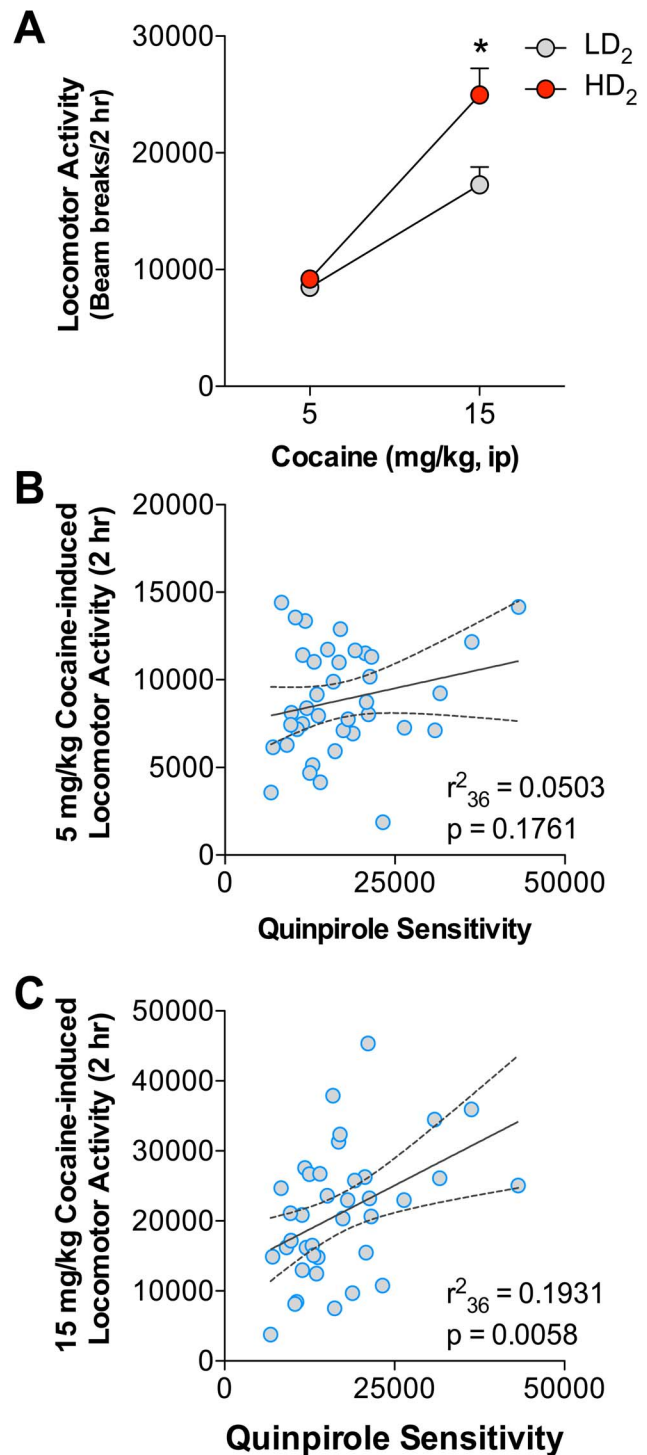 A
30000
20000
10000
0
Locomotor Activity
(Beam breaks/2 hr)
*
LD2
HD2
5
15
Cocaine (mg/kg, ip)
B
20000
15000
10000
5000
0
5 mg/kg Cocaine-induced
Locomotor Activity (2 hr)
r²36 = 0.0503
p = 0.1761
0
25000
50000
Quinpirole Sensitivity
C
50000
40000
30000
20000
10000
0
15 mg/kg Cocaine-induced
Locomotor Activity (2 hr)
r²36 = 0.1931
p = 0.0058
0
25000
50000
Quinpirole Sensitivity